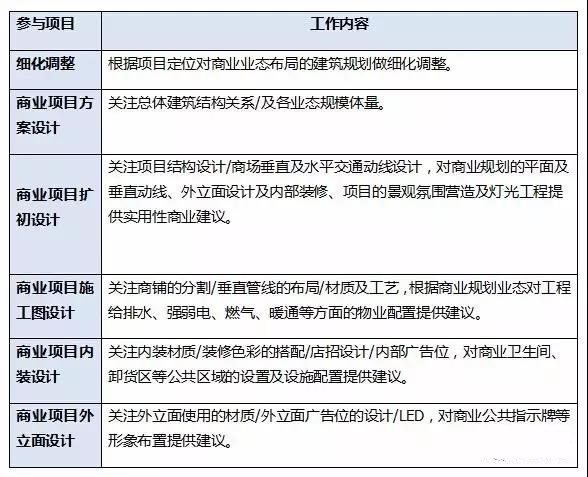 参与项目
工作内容
细化调整
根据项目定位对商业业态布局的建筑规划做细化调整。
商业项目方
案设计
关注总体建筑结构关系/及各业态规模体量。
商业项目扩
初设计
关注项目结构设计/商场垂直及水平交通动线设计，对商业规划的平面及
垂直动线、外立面设计及内部装修、项目的景观氛围营造及灯光工程提
供实用性商业建议。
商业项目施
工图设计
关注商铺的分割/垂直管线的布局/材质及工艺，根据商业规划业态对工程
给排水、强弱电、燃气、暖通等方面的物业配置提供建议。
商业项目内
装设计
关注内装材质/装修色彩的搭配/店招设计/内部广告位，对商业卫生间、
卸货区等公共区域的设置及设施配置提供建议。
商业项目外
立面设计
关注外立面使用的材质/外立面广告位的设计/LED，对商业公共指示牌等
形象布置提供建议。